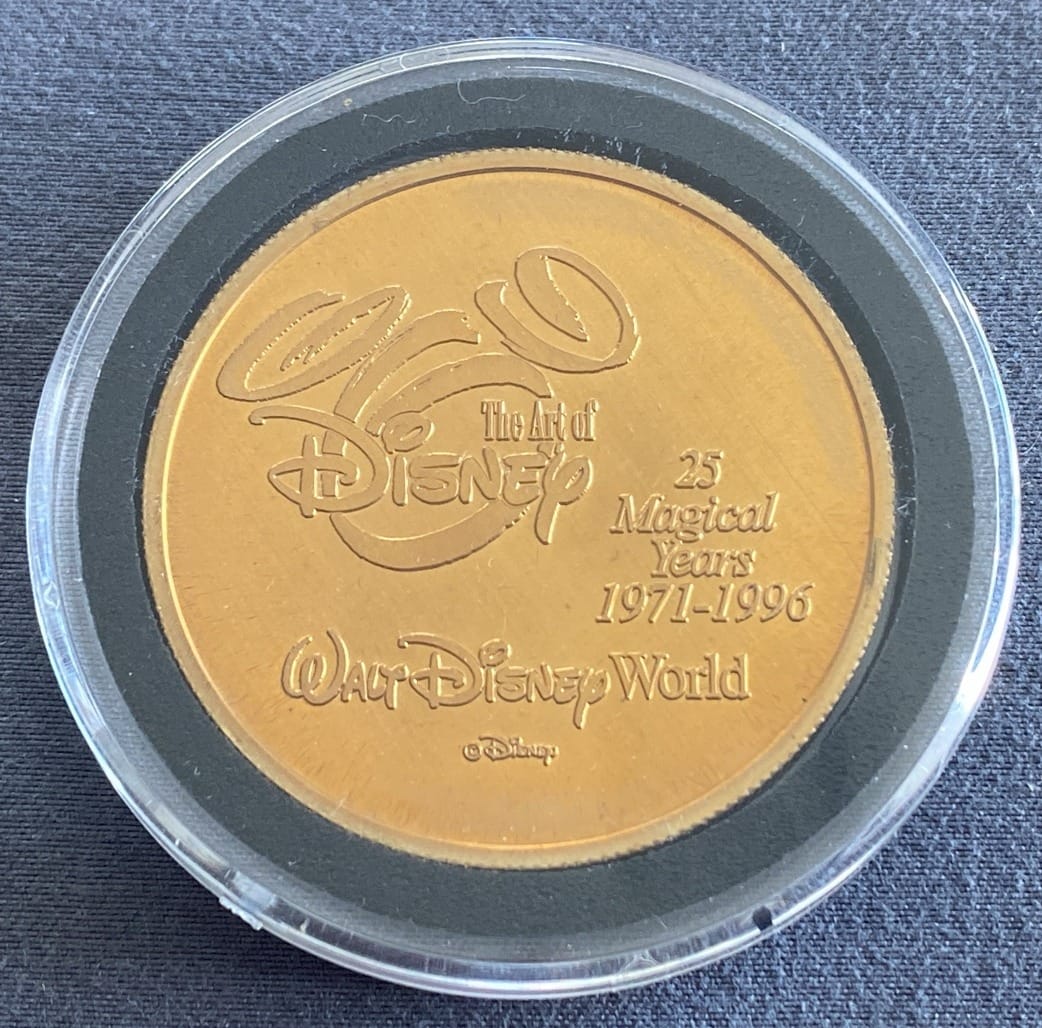 The Art of
Disney
25
Magical
Years
1971-1996
Walt Disney World
© Disney